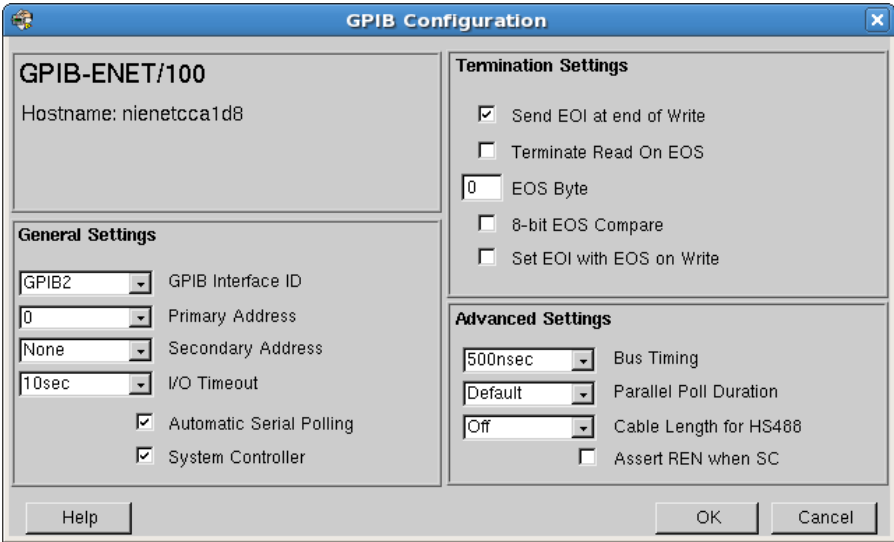 GPIB Configuration
GPIB-ENET/100
Hostname: nienetcca1d8
General Settings
GPIB2 GPIB Interface ID
0 Primary Address
None Secondary Address
10sec I/O Timeout
Automatic Serial Polling
System Controller
Termination Settings
Send EOI at end of Write
Terminate Read On EOS
0 EOS Byte
8-bit EOS Compare
Set EOI with EOS on Write
Advanced Settings
500nsec Bus Timing
Default Parallel Poll Duration
Off Cable Length for HS488
Assert REN when SC
Help OK Cancel